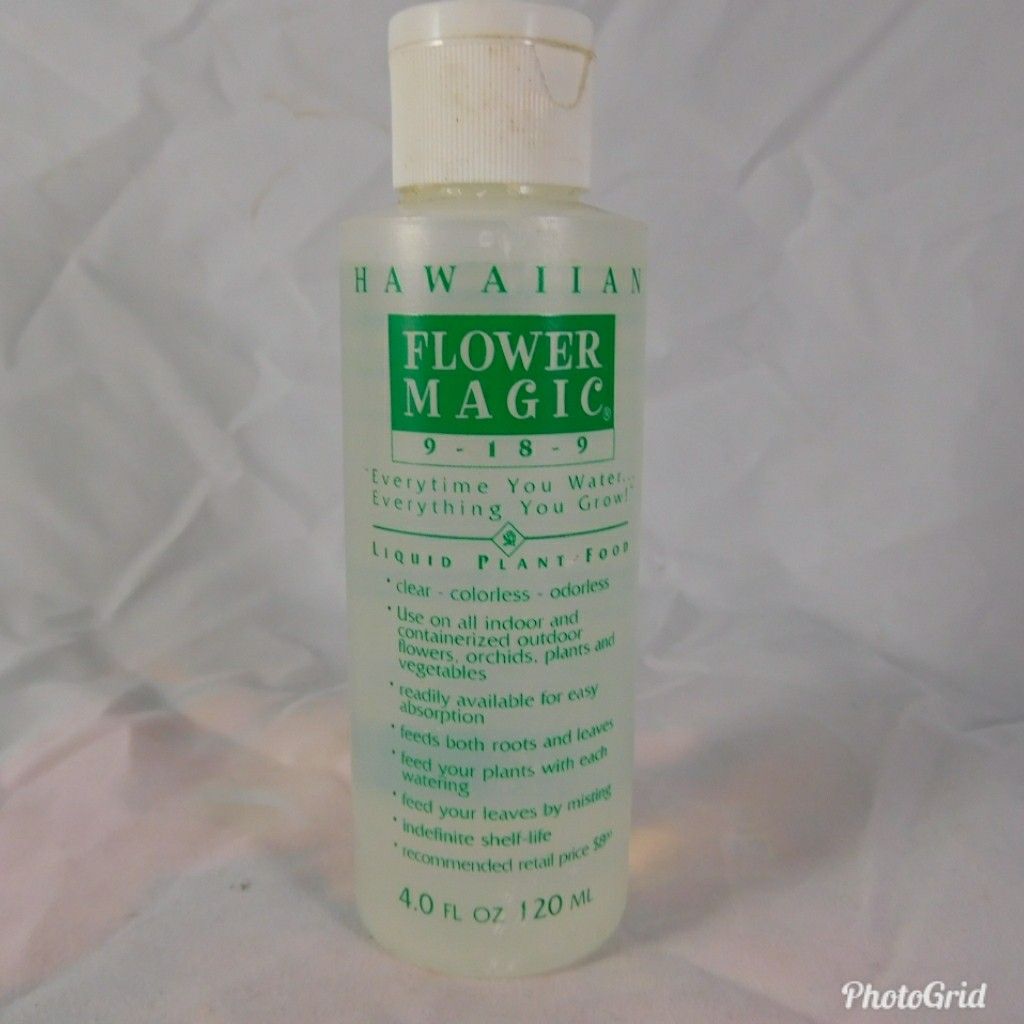 HAWAIIAN
FLOWER
MAGIC®
9-18-9
"Everytime You Water...
Everything You Grow!"
LIQUID PLANT FOOD
• clear - colorless - odorless
• Use on all indoor and
containerized outdoor
flowers, orchids, plants and
vegetables
• readily available for easy
absorption
• feeds both roots and leaves
• feed your plants with each
watering
• feed your leaves by misting
• indefinite shelf-life
• recommended retail price
4.0 FL OZ 120 ML
PhotoGrid